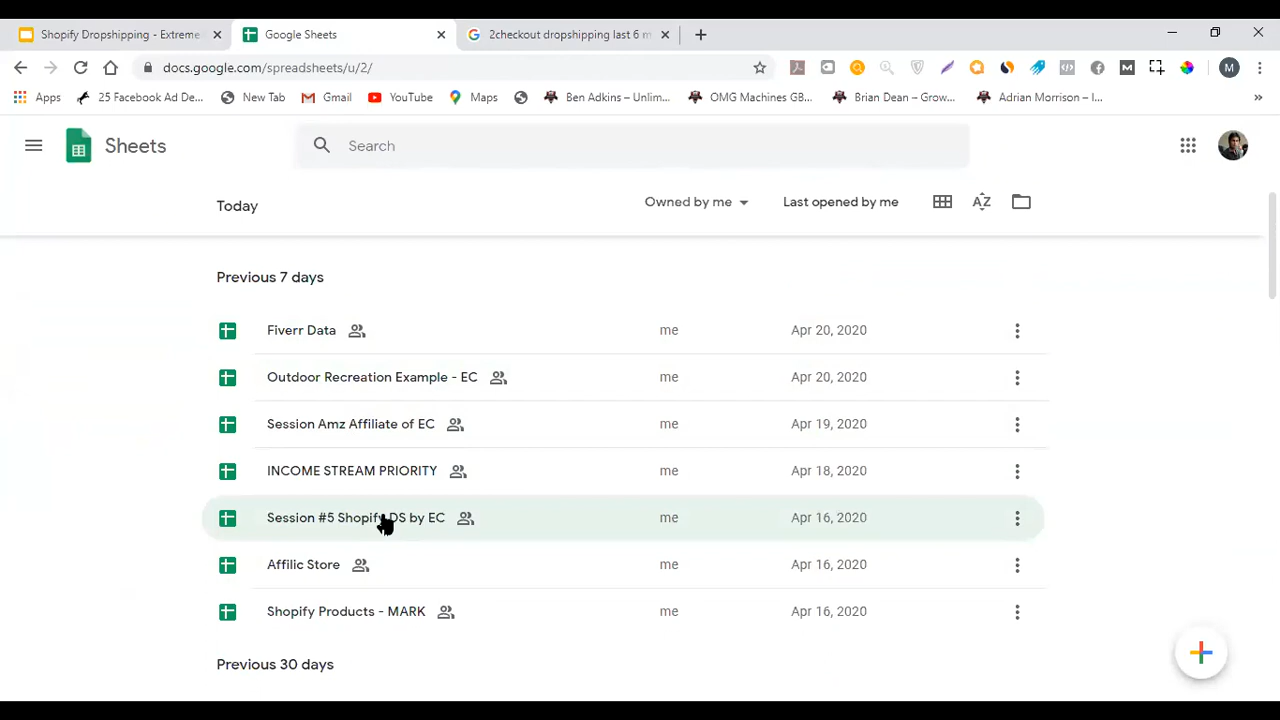 Shopify Dropshipping - Extreme
Google Sheets
2checkout dropshipping last 6 m
docs.google.com/spreadsheets/u/2/
M
M
Apps
25 Facebook Ad De...
New Tab
Gmail
YouTube
Maps
Ben Adkins – Unlim...
OMG Machines GB...
Brian Dean – Grow...
Adrian Morrison – I...
Sheets
Search
Today
Owned by me
Last opened by me
AZ
Previous 7 days
Fiverr Data me Apr 20, 2020
Outdoor Recreation Example - EC me Apr 20, 2020
Session Amz Affiliate of EC me Apr 19, 2020
INCOME STREAM PRIORITY me Apr 18, 2020
Session #5 Shopify DS by EC me Apr 16, 2020
Affilic Store me Apr 16, 2020
Shopify Products - MARK me Apr 16, 2020
Previous 30 days